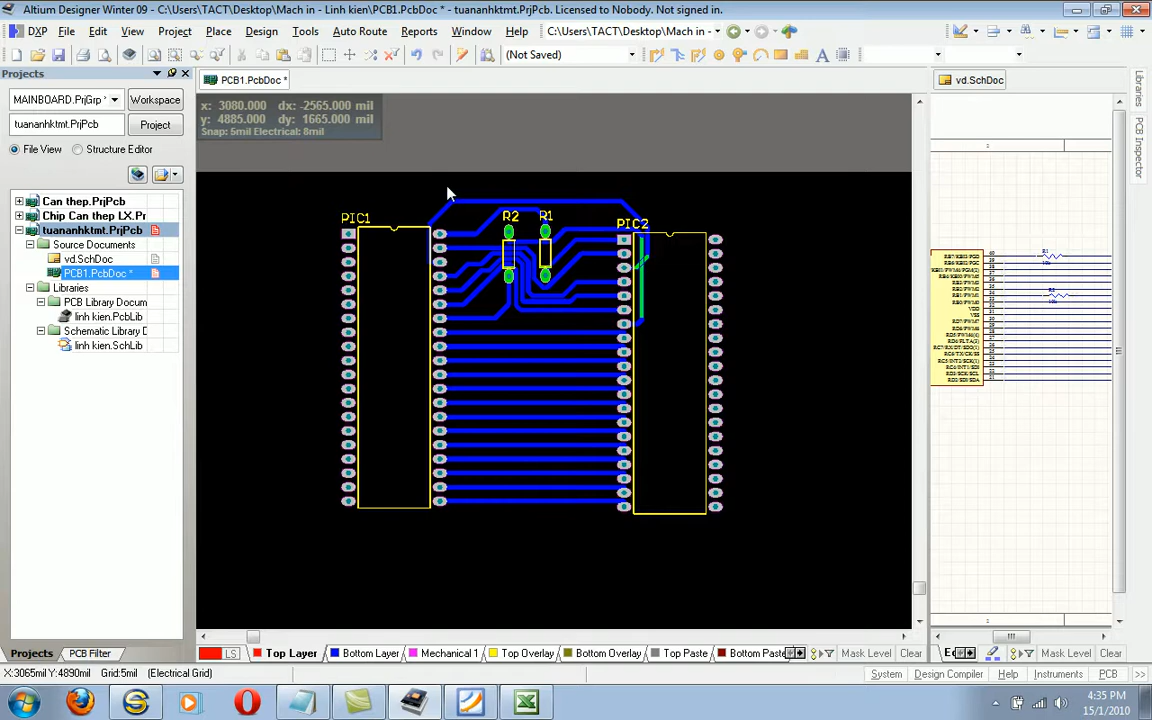 Altium Designer Winter 09 - C:\Users\TACT\Desktop\Mach in - Linh kien\PCB1.PcbDoc * - tuananhktmt.PrjPcb. Licensed to Nobody. Not signed in.
DXP File Edit View Project Place Design Tools Auto Route Reports Window Help C:\Users\TACT\Desktop\Mach in - L
(Not Saved)
Projects
PCB1.PcbDoc *
vd.SchDoc
MAINBOARD.PrjGrp * Workspace
tuananhktmt.PrjPcb Project
File View Structure Editor
Can thep.PrjPcb
Chip Can thep LX.Pr
tuananhktmt.PrjPcb
Source Documents
vd.SchDoc
PCB1.PcbDoc *
Libraries
PCB Library Docum
linh kien.PcbLib
Schematic Library D
linh kien.SchLib
x: 3080.000 dx: -2565.000 mil
y: 4885.000 dy: 1665.000 mil
Snap: 5mil Electrical: 8mil
PIC1
R2
R1
PIC2
Libraries
PCB Inspector
Projects
PCB Filter
LS Top Layer Bottom Layer Mechanical 1 Top Overlay Bottom Overlay Top Paste Bottom Paste Mask Level Clear
Mask Level Clear
X:3065mil Y:4890mil Grid:5mil (Electrical Grid)
System Design Compiler Help Instruments PCB >>
4:35 PM
15/1/2010